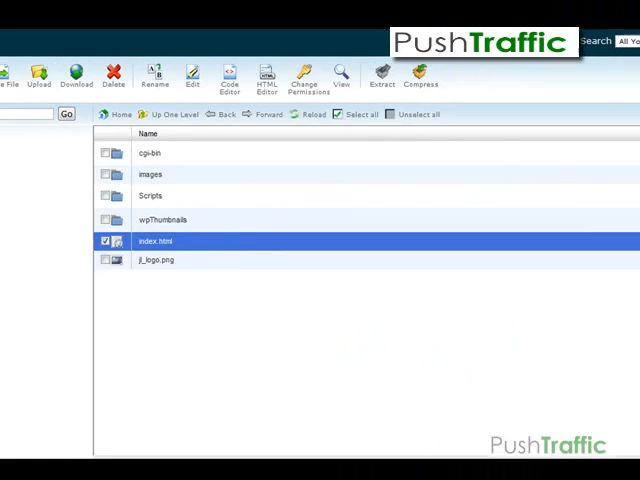 PushTraffic
Search All Yo
e File Upload Download Delete Rename Edit Code Editor HTML Editor Change Permissions View Extract Compress
Go Home Up One Level Back Forward Reload Select all Unselect all
Name
cgi-bin
images
Scripts
wpThumbnails
index.html
jl_logo.png
PushTraffic